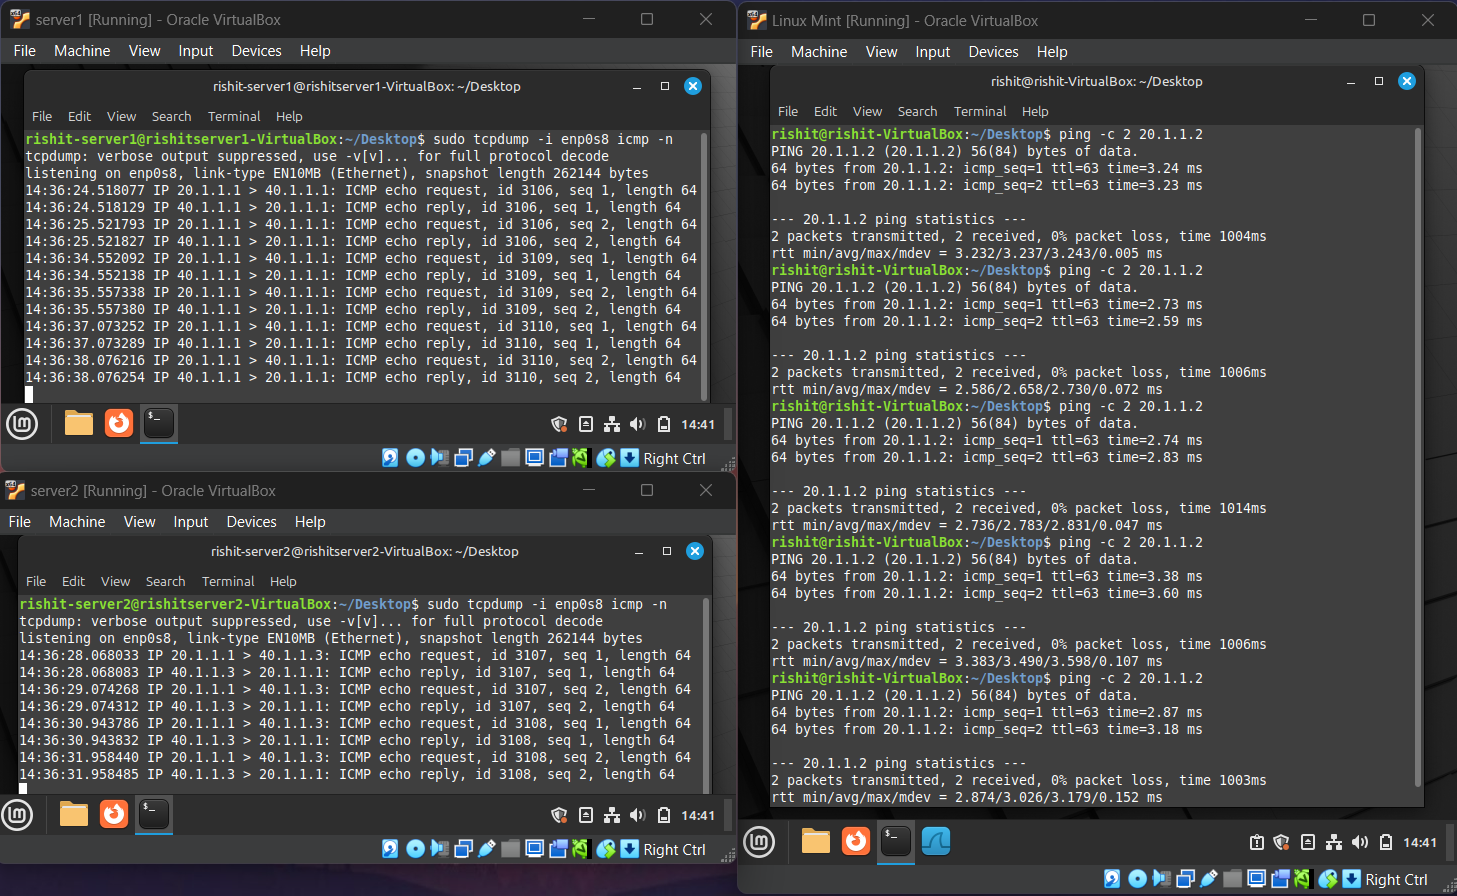 server1 [Running] - Oracle VirtualBox
File Machine View Input Devices Help
rishit-server1@rishitserver1-VirtualBox: ~/Desktop
File Edit View Search Terminal Help
rishit-server1@rishitserver1-VirtualBox:~/Desktop$ sudo tcpdump -i enp0s8 icmp -n
tcpdump: verbose output suppressed, use -v[v]... for full protocol decode
listening on enp0s8, link-type EN10MB (Ethernet), snapshot length 262144 bytes
14:36:24.518077 IP 20.1.1.1 > 40.1.1.1: ICMP echo request, id 3106, seq 1, length 64
14:36:24.518129 IP 40.1.1.1 > 20.1.1.1: ICMP echo reply, id 3106, seq 1, length 64
14:36:25.521793 IP 20.1.1.1 > 40.1.1.1: ICMP echo request, id 3106, seq 2, length 64
14:36:25.521827 IP 40.1.1.1 > 20.1.1.1: ICMP echo reply, id 3106, seq 2, length 64
14:36:34.552092 IP 20.1.1.1 > 40.1.1.1: ICMP echo request, id 3109, seq 1, length 64
14:36:34.552138 IP 40.1.1.1 > 20.1.1.1: ICMP echo reply, id 3109, seq 1, length 64
14:36:35.557338 IP 20.1.1.1 > 40.1.1.1: ICMP echo request, id 3109, seq 2, length 64
14:36:35.557380 IP 40.1.1.1 > 20.1.1.1: ICMP echo reply, id 3109, seq 2, length 64
14:36:37.073252 IP 20.1.1.1 > 40.1.1.1: ICMP echo request, id 3110, seq 1, length 64
14:36:37.073289 IP 40.1.1.1 > 20.1.1.1: ICMP echo reply, id 3110, seq 1, length 64
14:36:38.076216 IP 20.1.1.1 > 40.1.1.1: ICMP echo request, id 3110, seq 2, length 64
14:36:38.076254 IP 40.1.1.1 > 20.1.1.1: ICMP echo reply, id 3110, seq 2, length 64
14:41
Right Ctrl
server2 [Running] - Oracle VirtualBox
File Machine View Input Devices Help
rishit-server2@rishitserver2-VirtualBox: ~/Desktop
File Edit View Search Terminal Help
rishit-server2@rishitserver2-VirtualBox:~/Desktop$ sudo tcpdump -i enp0s8 icmp -n
tcpdump: verbose output suppressed, use -v[v]... for full protocol decode
listening on enp0s8, link-type EN10MB (Ethernet), snapshot length 262144 bytes
14:36:28.068033 IP 20.1.1.1 > 40.1.1.3: ICMP echo request, id 3107, seq 1, length 64
14:36:28.068083 IP 40.1.1.3 > 20.1.1.1: ICMP echo reply, id 3107, seq 1, length 64
14:36:29.074268 IP 20.1.1.1 > 40.1.1.3: ICMP echo request, id 3107, seq 2, length 64
14:36:29.074312 IP 40.1.1.3 > 20.1.1.1: ICMP echo reply, id 3107, seq 2, length 64
14:36:30.943786 IP 20.1.1.1 > 40.1.1.3: ICMP echo request, id 3108, seq 1, length 64
14:36:30.943832 IP 40.1.1.3 > 20.1.1.1: ICMP echo reply, id 3108, seq 1, length 64
14:36:31.958440 IP 20.1.1.1 > 40.1.1.3: ICMP echo request, id 3108, seq 2, length 64
14:36:31.958485 IP 40.1.1.3 > 20.1.1.1: ICMP echo reply, id 3108, seq 2, length 64
14:41
Right Ctrl
Linux Mint [Running] - Oracle VirtualBox
File Machine View Input Devices Help
rishit@rishit-VirtualBox: ~/Desktop
File Edit View Search Terminal Help
rishit@rishit-VirtualBox:~/Desktop$ ping -c 2 20.1.1.2
PING 20.1.1.2 (20.1.1.2) 56(84) bytes of data.
64 bytes from 20.1.1.2: icmp_seq=1 ttl=63 time=3.24 ms
64 bytes from 20.1.1.2: icmp_seq=2 ttl=63 time=3.23 ms
--- 20.1.1.2 ping statistics ---
2 packets transmitted, 2 received, 0% packet loss, time 1004ms
rtt min/avg/max/mdev = 3.232/3.237/3.243/0.005 ms
rishit@rishit-VirtualBox:~/Desktop$ ping -c 2 20.1.1.2
PING 20.1.1.2 (20.1.1.2) 56(84) bytes of data.
64 bytes from 20.1.1.2: icmp_seq=1 ttl=63 time=2.73 ms
64 bytes from 20.1.1.2: icmp_seq=2 ttl=63 time=2.59 ms
--- 20.1.1.2 ping statistics ---
2 packets transmitted, 2 received, 0% packet loss, time 1006ms
rtt min/avg/max/mdev = 2.586/2.658/2.730/0.072 ms
rishit@rishit-VirtualBox:~/Desktop$ ping -c 2 20.1.1.2
PING 20.1.1.2 (20.1.1.2) 56(84) bytes of data.
64 bytes from 20.1.1.2: icmp_seq=1 ttl=63 time=2.74 ms
64 bytes from 20.1.1.2: icmp_seq=2 ttl=63 time=2.83 ms
--- 20.1.1.2 ping statistics ---
2 packets transmitted, 2 received, 0% packet loss, time 1014ms
rtt min/avg/max/mdev = 2.736/2.783/2.831/0.047 ms
rishit@rishit-VirtualBox:~/Desktop$ ping -c 2 20.1.1.2
PING 20.1.1.2 (20.1.1.2) 56(84) bytes of data.
64 bytes from 20.1.1.2: icmp_seq=1 ttl=63 time=3.38 ms
64 bytes from 20.1.1.2: icmp_seq=2 ttl=63 time=3.60 ms
--- 20.1.1.2 ping statistics ---
2 packets transmitted, 2 received, 0% packet loss, time 1006ms
rtt min/avg/max/mdev = 3.383/3.490/3.598/0.107 ms
rishit@rishit-VirtualBox:~/Desktop$ ping -c 2 20.1.1.2
PING 20.1.1.2 (20.1.1.2) 56(84) bytes of data.
64 bytes from 20.1.1.2: icmp_seq=1 ttl=63 time=2.87 ms
64 bytes from 20.1.1.2: icmp_seq=2 ttl=63 time=3.18 ms
--- 20.1.1.2 ping statistics ---
2 packets transmitted, 2 received, 0% packet loss, time 1003ms
rtt min/avg/max/mdev = 2.874/3.026/3.179/0.152 ms
14:41
Right Ctrl